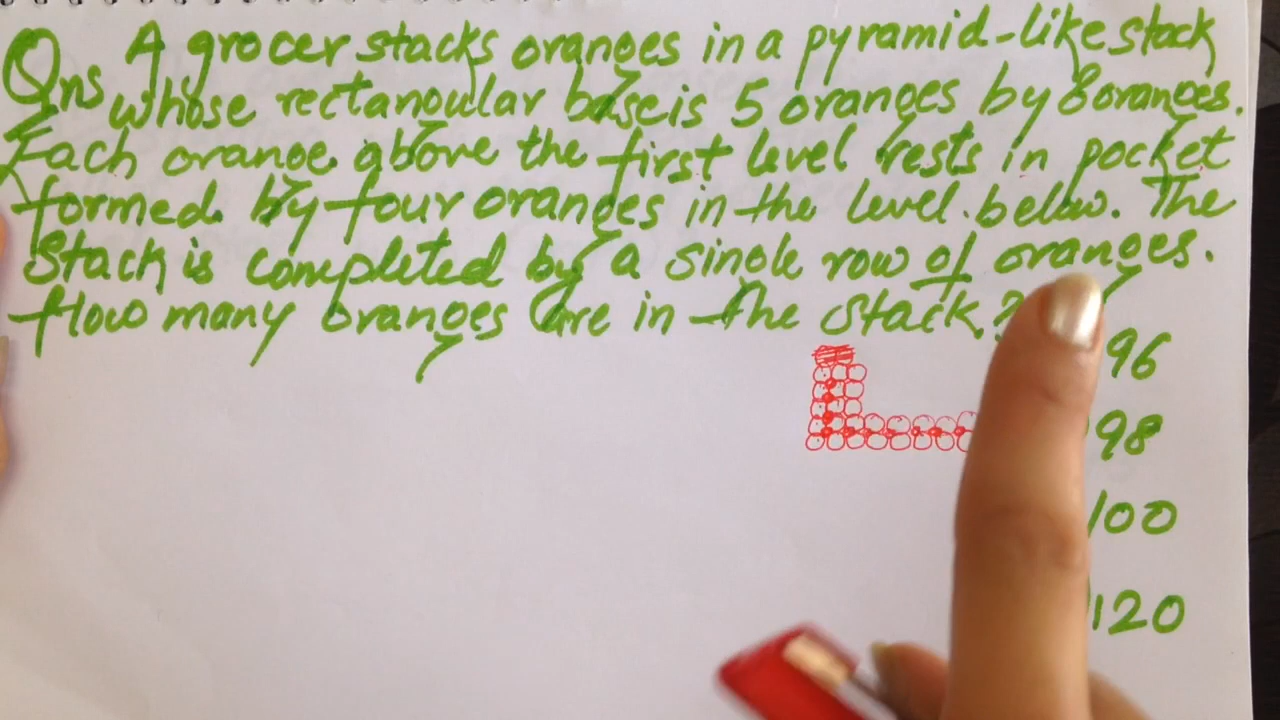 Qns A grocer stacks oranges in a pyramid-like stack
whose rectangular base is 5 oranges by 8 oranges.
Each orange above the first level rests in pocket
formed by four oranges in the level below. The
Stack is completed by a single row of oranges.
How many oranges are in the stack?
96
98
100
120